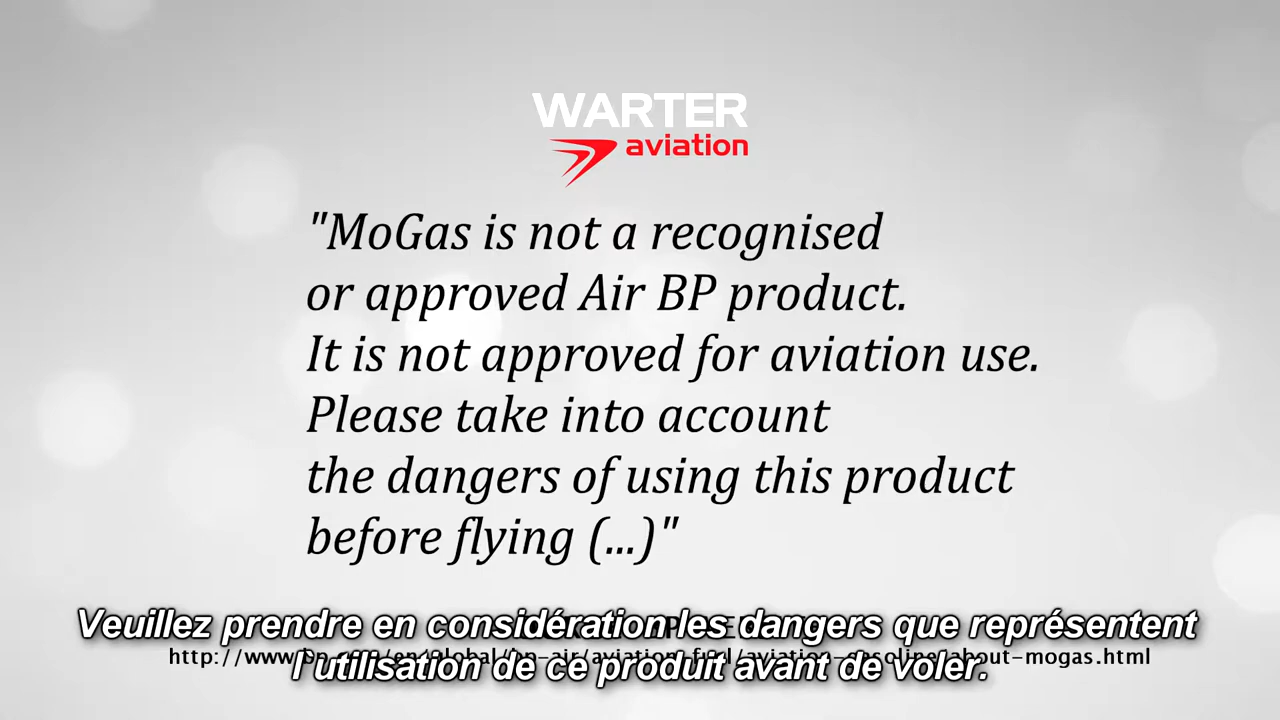 WARTER
aviation
"MoGas is not a recognised
or approved Air BP product.
It is not approved for aviation use.
Please take into account
the dangers of using this product
before flying (...)"
Veuillez prendre en considération les dangers que représentent
l'utilisation de ce produit avant de voler.